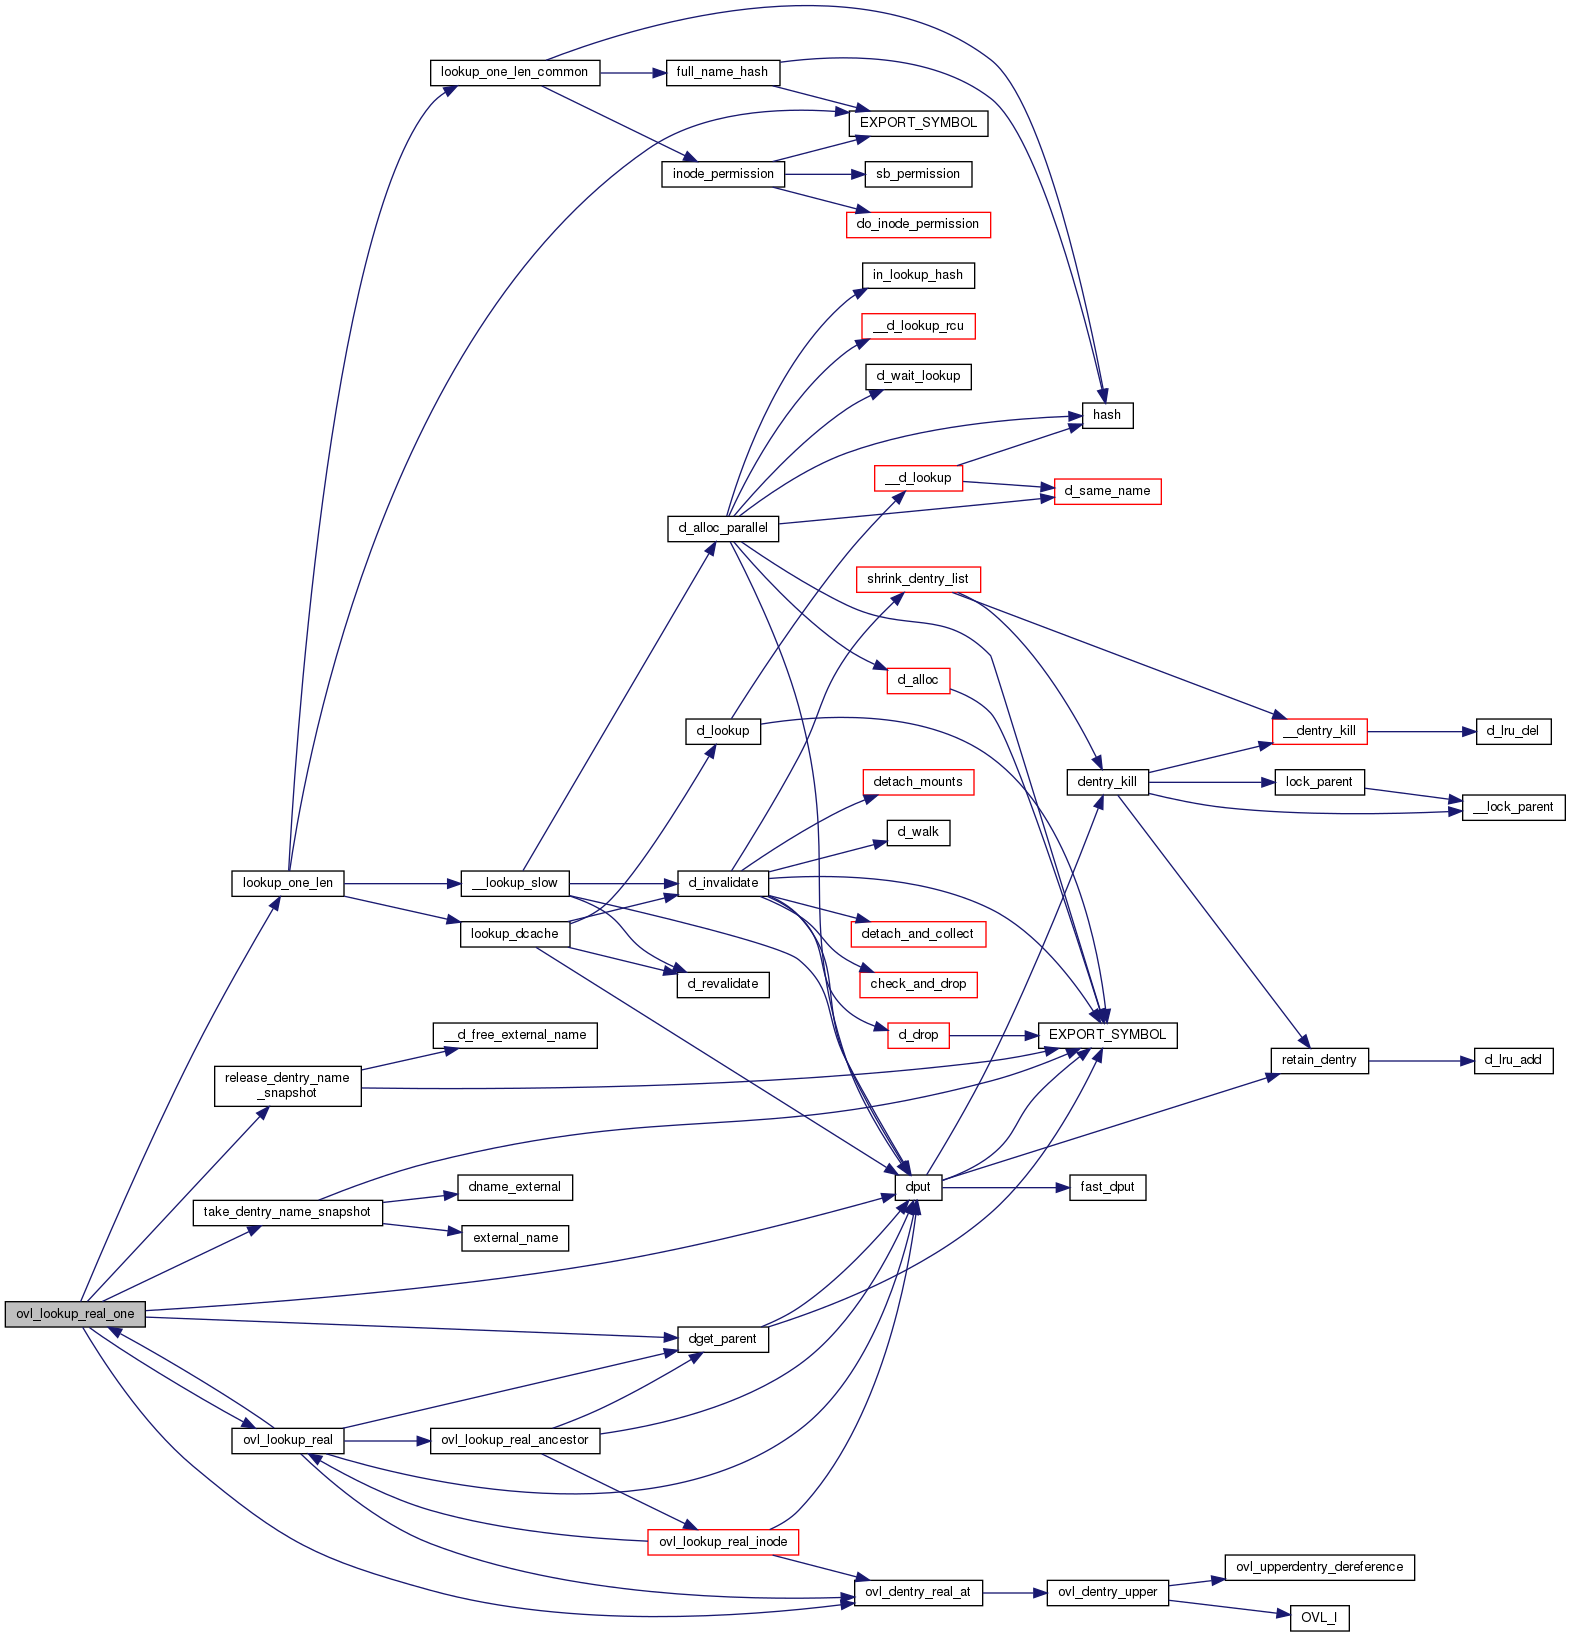 lookup_one_len_common
full_name_hash
EXPORT_SYMBOL
inode_permission
sb_permission
do_inode_permission
in_lookup_hash
__d_lookup_rcu
d_wait_lookup
hash
__d_lookup
d_same_name
d_alloc_parallel
shrink_dentry_list
d_alloc
d_lookup
__dentry_kill
d_lru_del
detach_mounts
dentry_kill
lock_parent
__lock_parent
d_walk
lookup_one_len
__lookup_slow
d_invalidate
lookup_dcache
detach_and_collect
d_revalidate
check_and_drop
__d_free_external_name
d_drop
EXPORT_SYMBOL
retain_dentry
d_lru_add
release_dentry_name
_snapshot
dname_external
dput
fast_dput
take_dentry_name_snapshot
external_name
ovl_lookup_real_one
dget_parent
ovl_lookup_real
ovl_lookup_real_ancestor
ovl_lookup_real_inode
ovl_dentry_real_at
ovl_dentry_upper
ovl_upperdentry_dereference
OVL_I